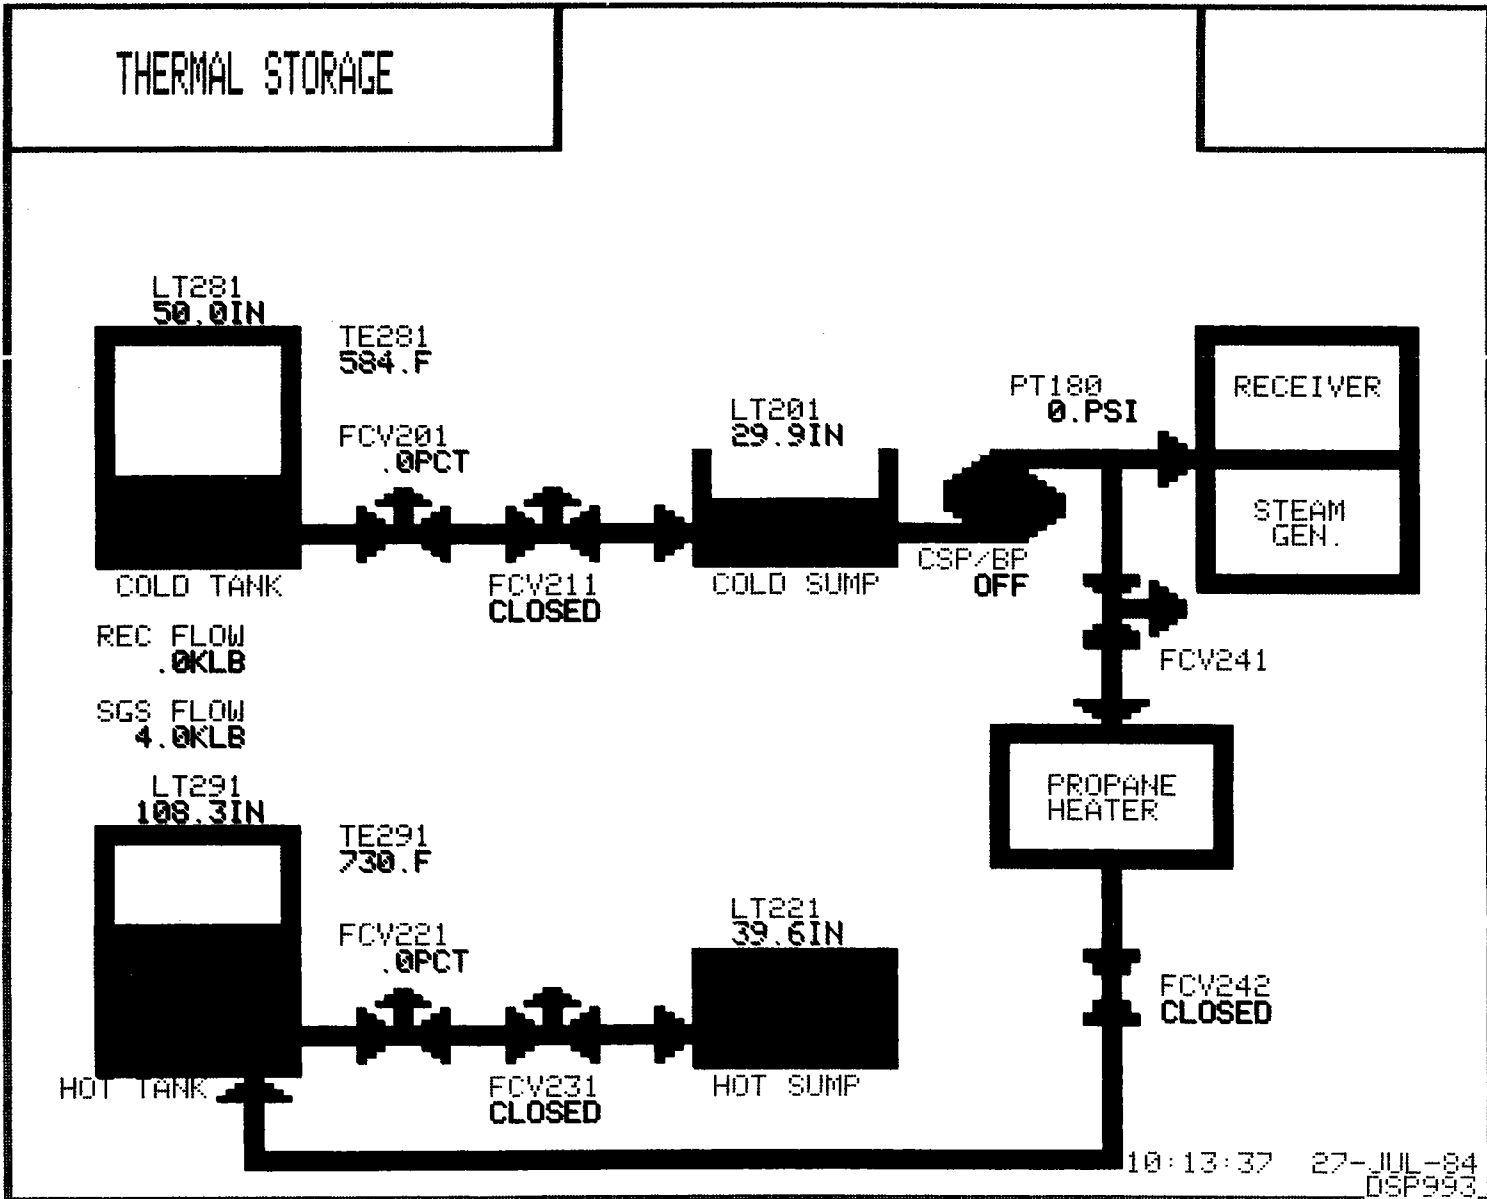 THERMAL STORAGE
LT281
50.0IN
TE281
584.F
FCV201
.0PCT
FCV211
CLOSED
COLD TANK
LT201
29.9IN
COLD SUMP
PT180
0.PSI
CSP/BP
OFF
RECEIVER
STEAM
GEN.
FCV241
REC FLOW
.0KLB
SGS FLOW
4.0KLB
PROPANE
HEATER
LT291
108.3IN
TE291
730.F
FCV221
.0PCT
FCV231
CLOSED
LT221
39.6IN
HOT TANK
HOT SUMP
FCV242
CLOSED
10:13:37 27-JUL-84
DSP993